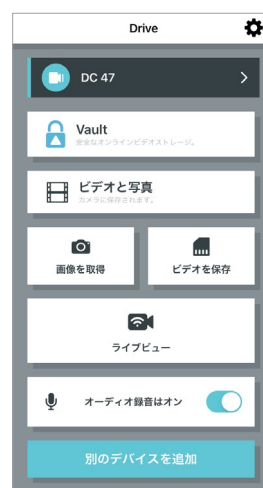 Drive
DC 47
Vault
安全なオンラインビデオストレージ。
ビデオと写真
カメラに保存されます。
画像を取得
ビデオを保存
ライブビュー
オーディオ録音はオン
別のデバイスを追加